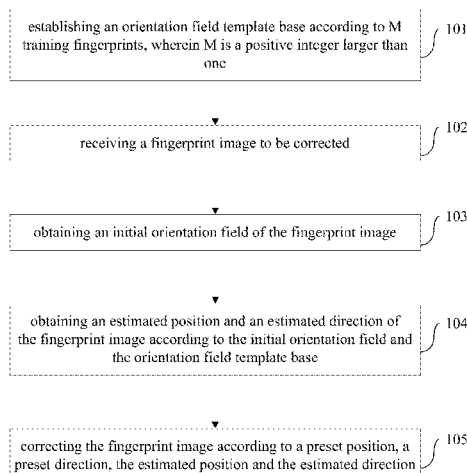 establishing an orientation field template base according to M
training fingerprints, wherein M is a positive integer larger than
one
101
receiving a fingerprint image to be corrected
102
obtaining an initial orientation field of the fingerprint image
103
obtaining an estimated position and an estimated direction of
the fingerprint image according to the initial orientation field and
the orientation field template base
104
correcting the fingerprint image according to a preset position, a
preset direction, the estimated position and the estimated direction
105